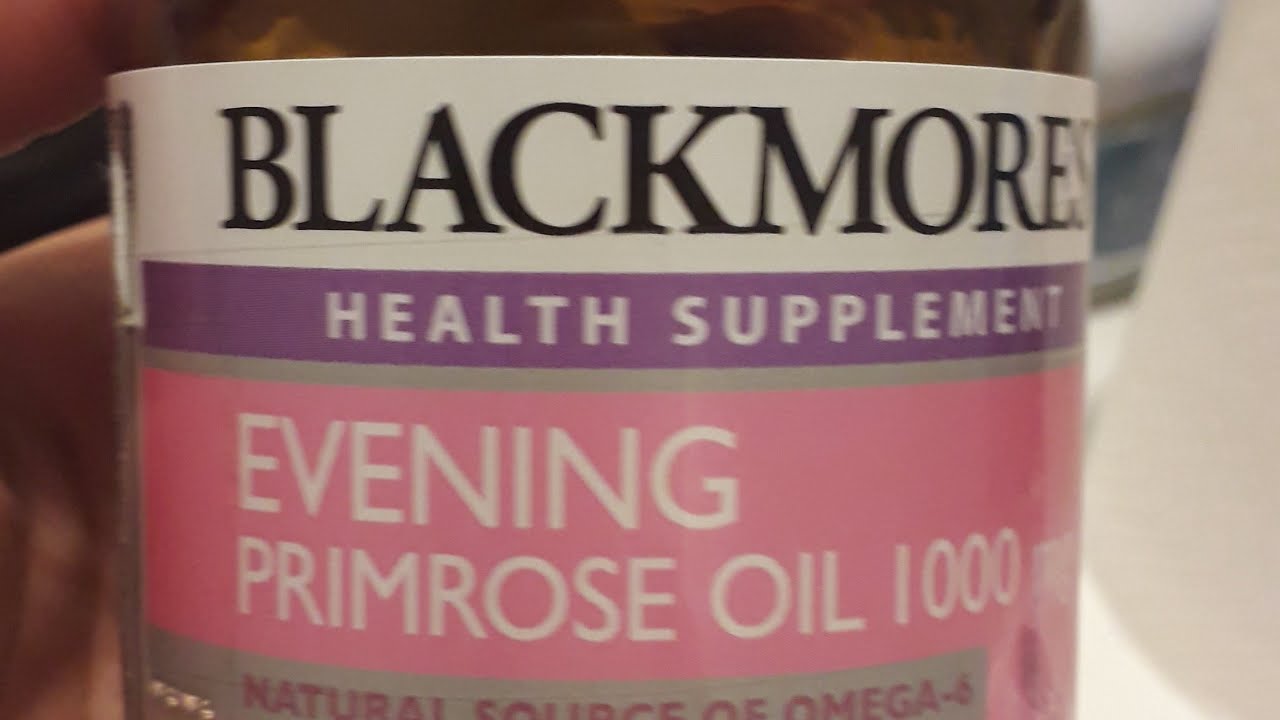 BLACKMORES
HEALTH SUPPLEMENT
EVENING
PRIMROSE OIL 1000
NATURAL SOURCE OF OMEGA-6